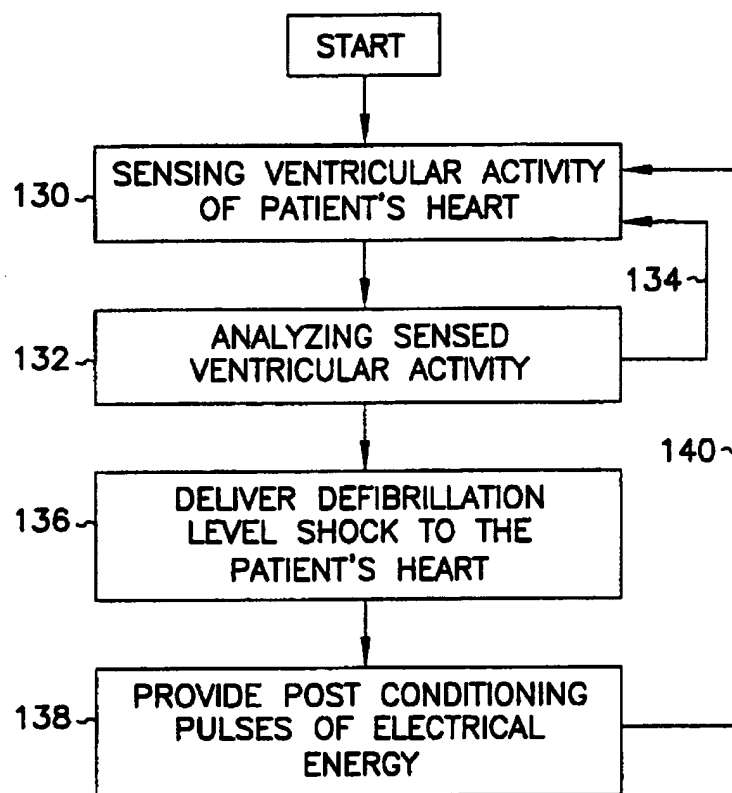 START
130
SENSING VENTRICULAR ACTIVITY
OF PATIENT'S HEART
134
132
ANALYZING SENSED
VENTRICULAR ACTIVITY
140
136
DELIVER DEFIBRILLATION
LEVEL SHOCK TO THE
PATIENT'S HEART
138
PROVIDE POST CONDITIONING
PULSES OF ELECTRICAL
ENERGY